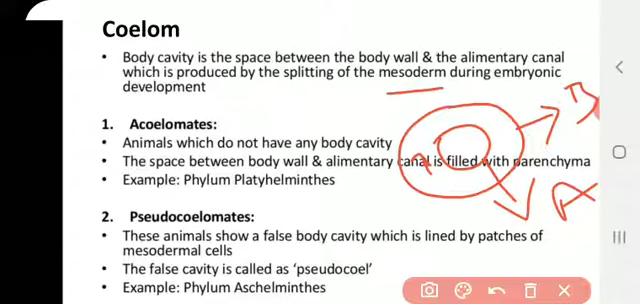 Coelom
• Body cavity is the space between the body wall & the alimentary canal
which is produced by the splitting of the mesoderm during embryonic
development
1. Acoelomates:
• Animals which do not have any body cavity
• The space between body wall & alimentary canal is filled with parenchyma
• Example: Phylum Platyhelminthes
2. Pseudocoelomates:
• These animals show a false body cavity which is lined by patches of
mesodermal cells
• The false cavity is called as 'pseudocoel'
• Example: Phylum Aschelminthes